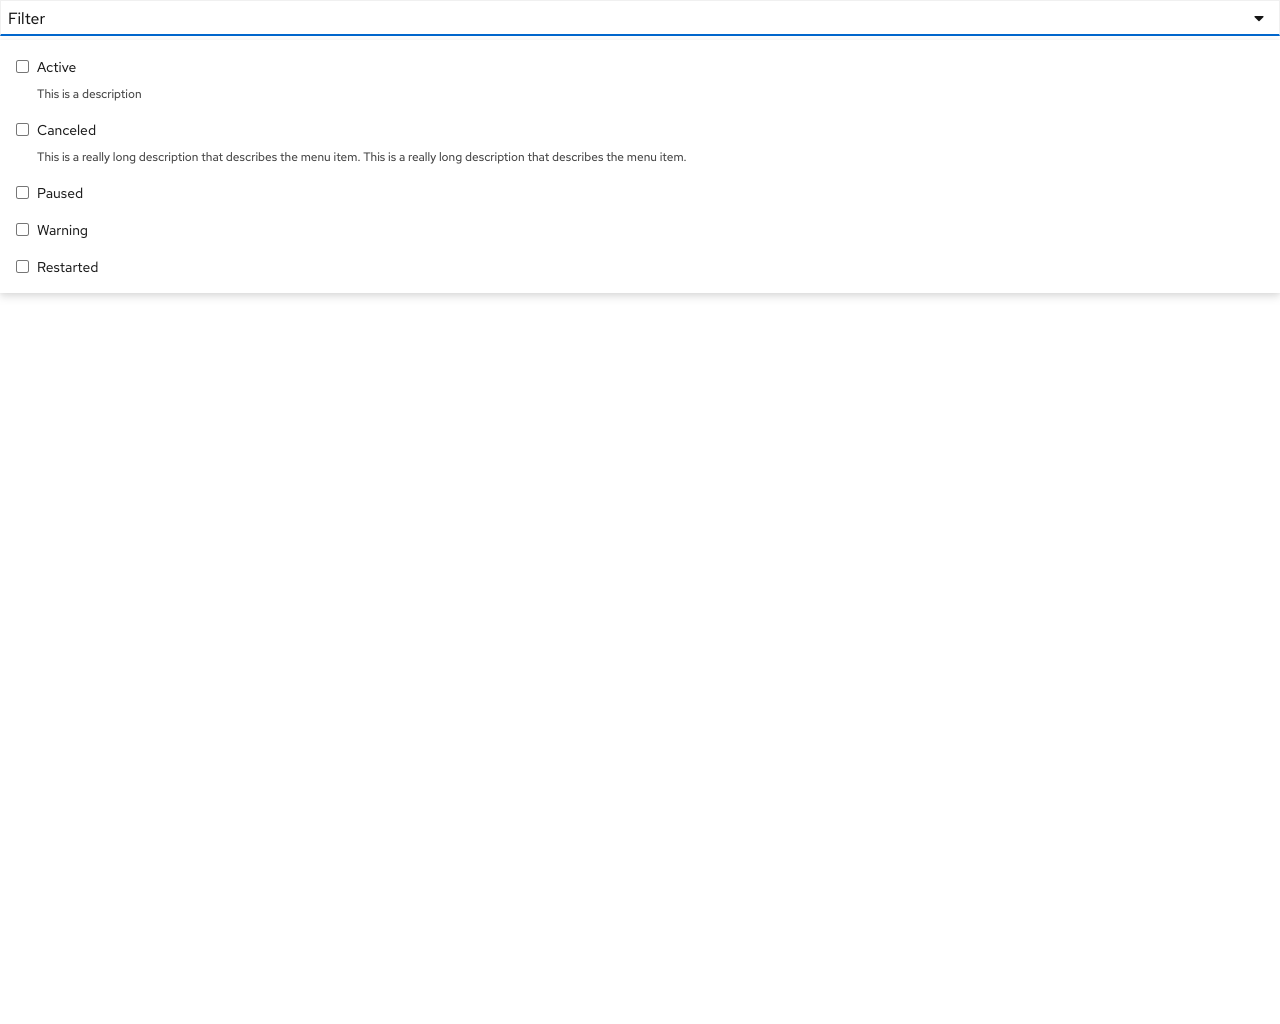 Filter
Active
This is a description
Canceled
This is a really long description that describes the menu item. This is a really long description that describes the menu item.
Paused
Warning
Restarted